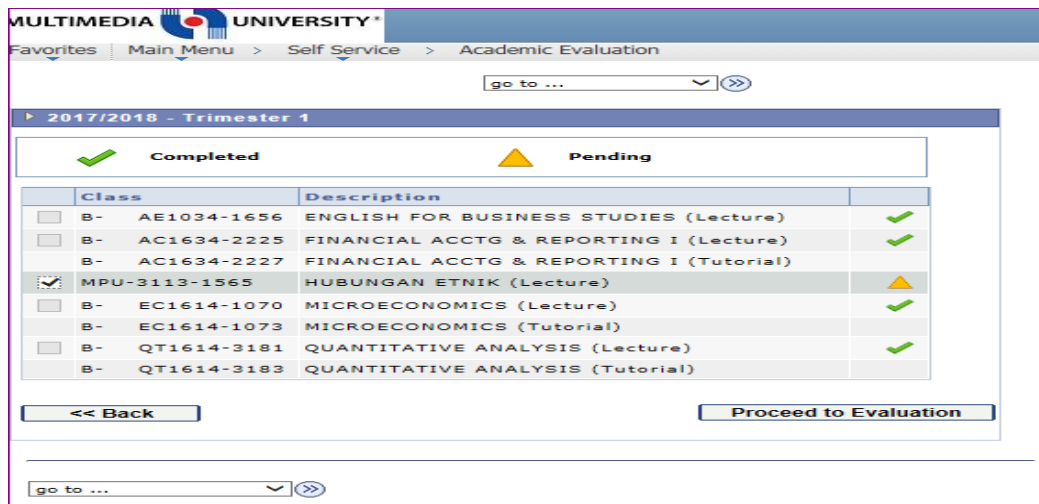 MULTIMEDIA UNIVERSITY
Favorites Main Menu > Self Service > Academic Evaluation
go to ...
2017/2018 - Trimester 1
Completed Pending
Class Description
B- AE1034-1656 ENGLISH FOR BUSINESS STUDIES (Lecture)
B- AC1634-2225 FINANCIAL ACCTG & REPORTING I (Lecture)
B- AC1634-2227 FINANCIAL ACCTG & REPORTING I (Tutorial)
MPU-3113-1565 HUBUNGAN ETNIK (Lecture)
B- EC1614-1070 MICROECONOMICS (Lecture)
B- EC1614-1073 MICROECONOMICS (Tutorial)
B- QT1614-3181 QUANTITATIVE ANALYSIS (Lecture)
B- QT1614-3183 QUANTITATIVE ANALYSIS (Tutorial)
<< Back Proceed to Evaluation
go to ...